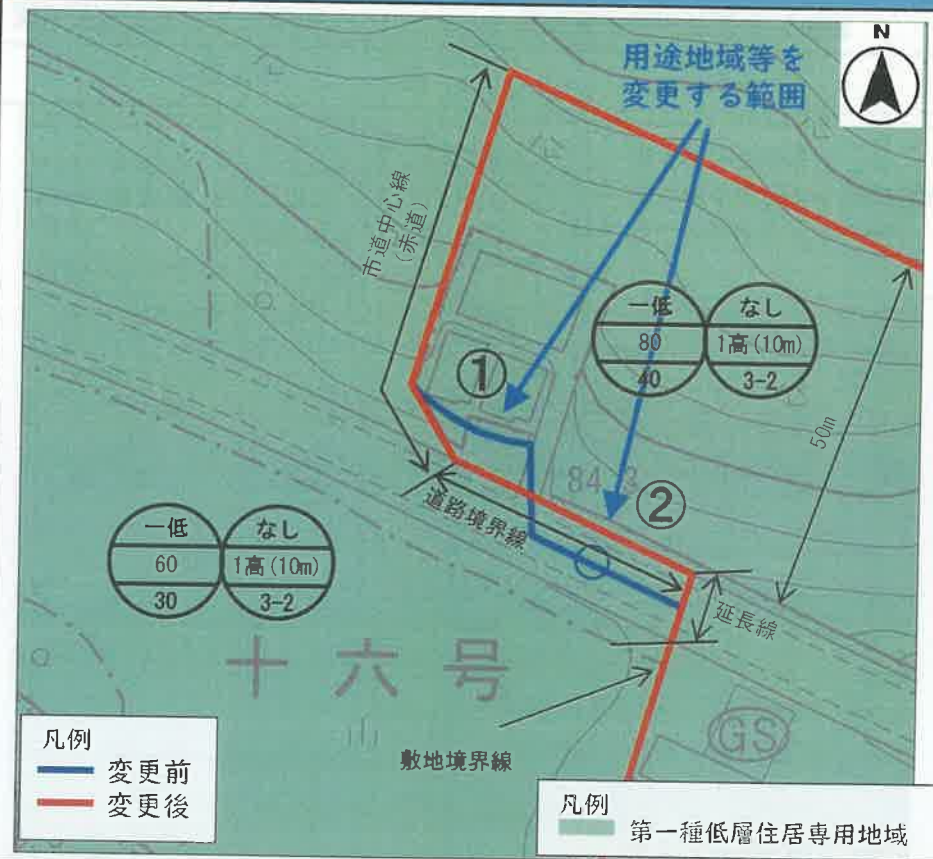 N
用途地域等を
変更する範囲
市道中心線
(赤道)
一低
80
40
なし
1高(10m)
3-2
①
50m
84.3
②
道路境界線
一低
60
30
なし
1高(10m)
3-2
延長線
十六号
GS
敷地境界線
凡例
変更前
変更後
凡例
第一種低層住居専用地域